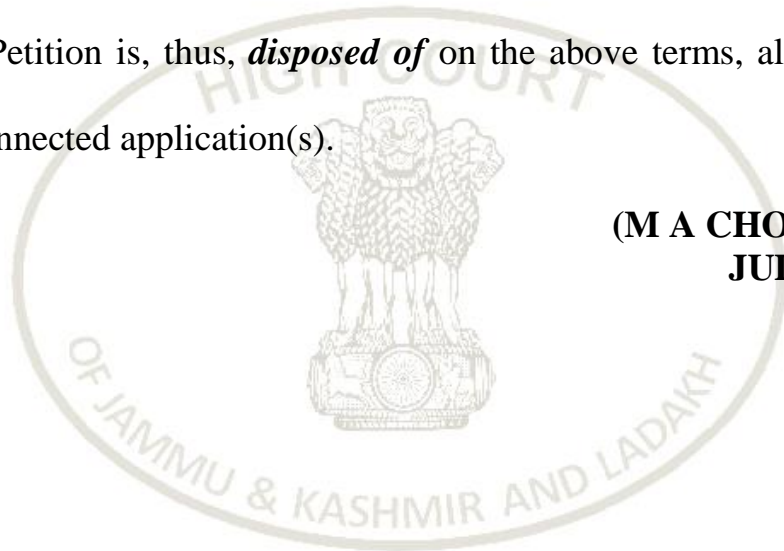 Petition is, thus, disposed of on the above terms, al
nnected application(s).
(M A CHO
JU
HIGH COURT
OF JAMMU & KASHMIR AND LADAKH